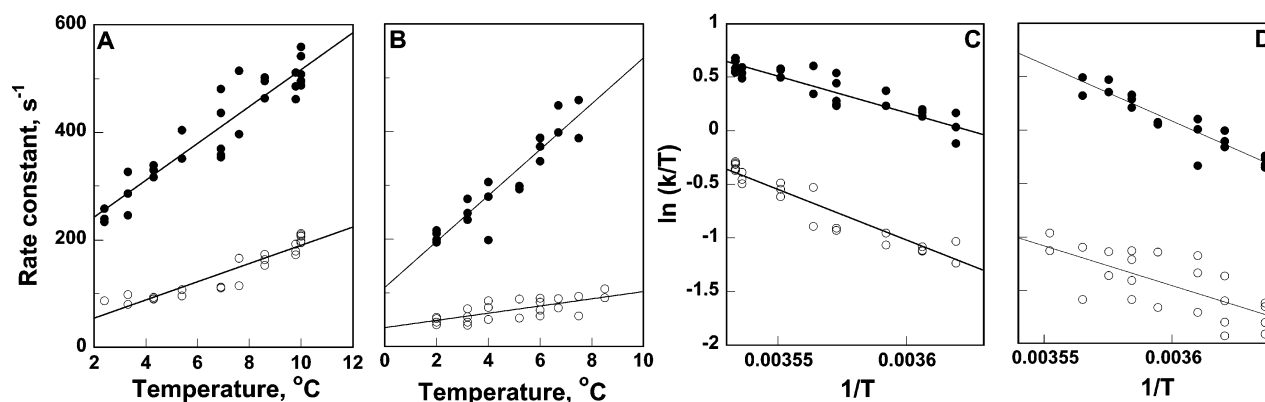 600
400
200
0
Rate constant, s-1
A
2 4 6 8 10 12
Temperature, oC
B
0 2 4 6 8 10
Temperature, oC
1
0.5
0
-0.5
-1
-1.5
-2
ln (k/T)
C
0.00355 0.0036
1/T
D
0.00355 0.0036
1/T